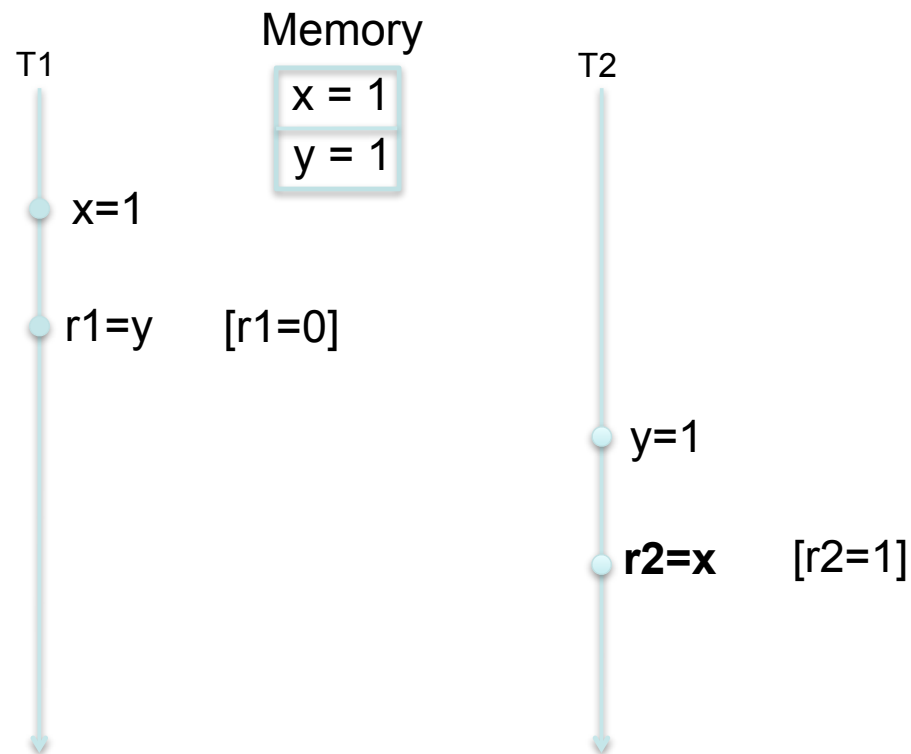 Memory
T1
T2
x = 1
y = 1
x=1
r1=y [r1=0]
y=1
r2=x [r2=1]